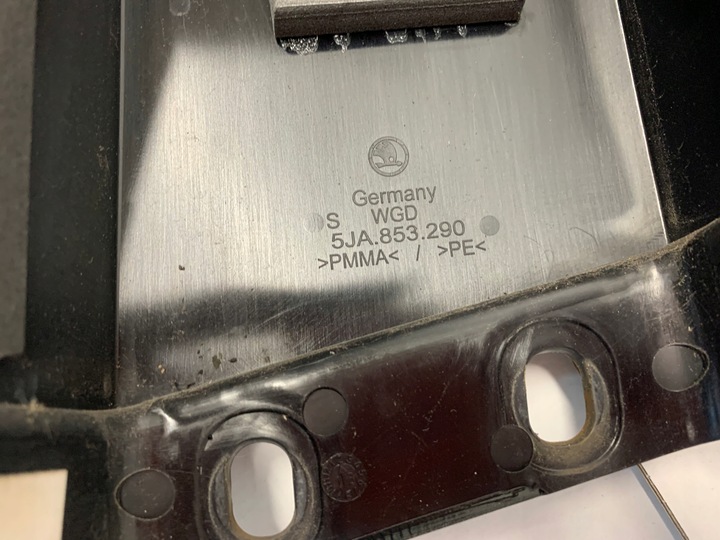 Germany
S WGD
5JA.853.290
>PMMA< / >PE<